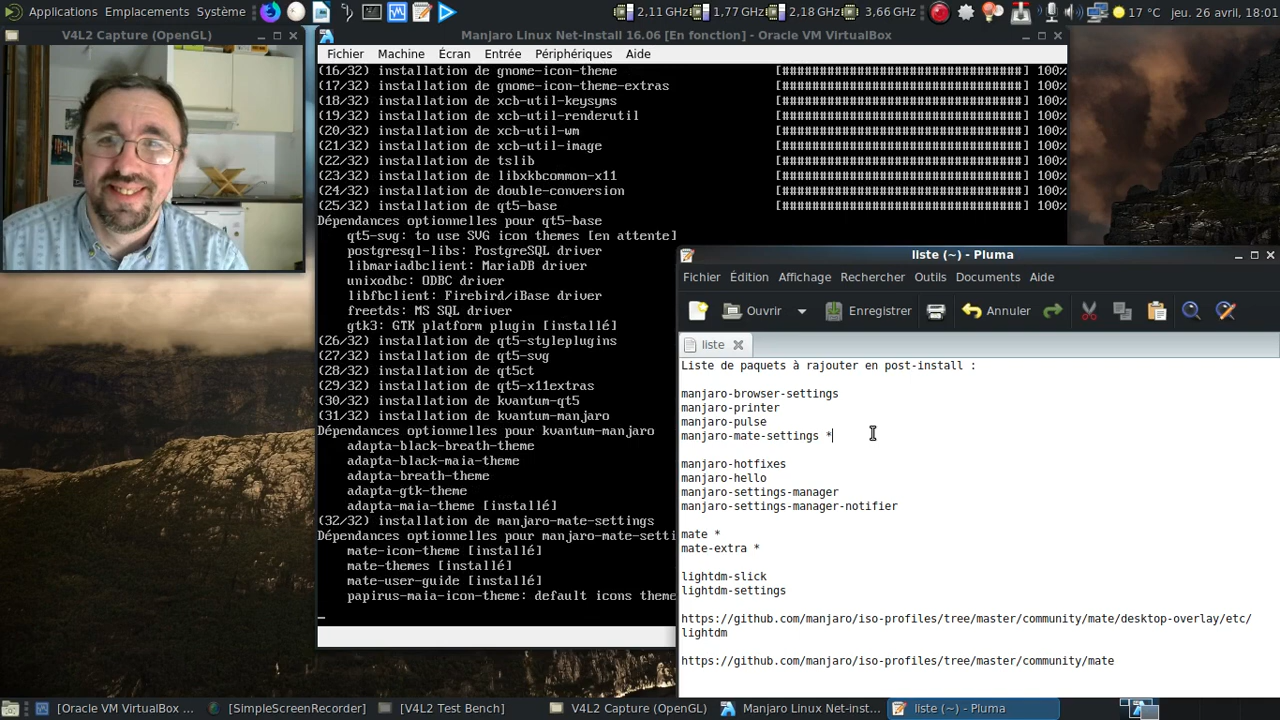 Applications Emplacements Système 2,11 GHz 1,77 GHz 2,18 GHz 3,66 GHz 17 °C jeu. 26 avril, 18:01
V4L2 Capture (OpenGL)
Manjaro Linux Net-install 16.06 [En fonction] - Oracle VM VirtualBox
Fichier Machine Écran Entrée Périphériques Aide
(16/32) installation de gnome-icon-theme [##############################] 100%
(17/32) installation de gnome-icon-theme-extras [##############################] 100%
(18/32) installation de xcb-util-keysyms [##############################] 100%
(19/32) installation de xcb-util-renderutil [##############################] 100%
(20/32) installation de xcb-util-wm [##############################] 100%
(21/32) installation de xcb-util-image [##############################] 100%
(22/32) installation de tslib [##############################] 100%
(23/32) installation de libxkbcommon-x11 [##############################] 100%
(24/32) installation de double-conversion [##############################] 100%
(25/32) installation de qt5-base [##############################] 100%
Dépendances optionnelles pour qt5-base
qt5-svg: to use SVG icon themes [en attente]
postgresql-libs: PostgreSQL driver
libmariadbclient: MariaDB driver
unixodbc: ODBC driver
libfbclient: Firebird/iBase driver
freetds: MS SQL driver
gtk3: GTK platform plugin [installé]
(26/32) installation de qt5-styleplugins
(27/32) installation de qt5-svg
(28/32) installation de qt5ct
(29/32) installation de qt5-x11extras
(30/32) installation de kvantum-qt5
(31/32) installation de kvantum-manjaro
Dépendances optionnelles pour kvantum-manjaro
adapta-black-breath-theme
adapta-black-maia-theme
adapta-breath-theme
adapta-gtk-theme
adapta-maia-theme [installé]
(32/32) installation de manjaro-mate-settings
Dépendances optionnelles pour manjaro-mate-setti
mate-icon-theme [installé]
mate-themes [installé]
mate-user-guide [installé]
papirus-maia-icon-theme: default icons theme
liste (~) - Pluma
Fichier Édition Affichage Rechercher Outils Documents Aide
Ouvrir Enregistrer Annuler
liste
Liste de paquets à rajouter en post-install :
manjaro-browser-settings
manjaro-printer
manjaro-pulse
manjaro-mate-settings *
manjaro-hotfixes
manjaro-hello
manjaro-settings-manager
manjaro-settings-manager-notifier
mate *
mate-extra *
lightdm-slick
lightdm-settings
https://github.com/manjaro/iso-profiles/tree/master/community/mate/desktop-overlay/etc/
lightdm
https://github.com/manjaro/iso-profiles/tree/master/community/mate
[Oracle VM VirtualBox ... [SimpleScreenRecorder] [V4L2 Test Bench] V4L2 Capture (OpenGL) Manjaro Linux Net-inst... liste (~) - Pluma